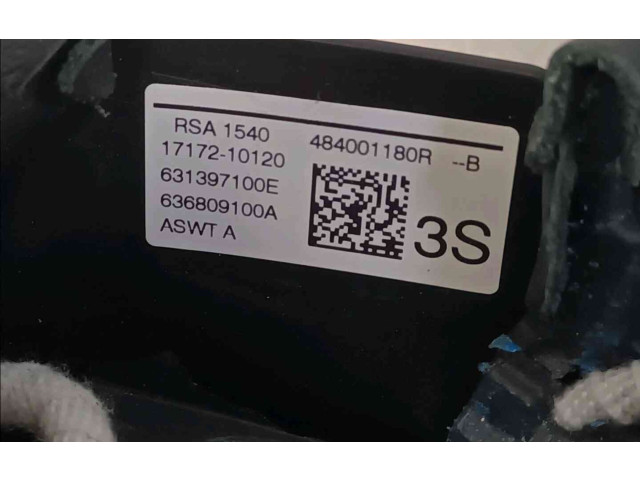 RSA 1540
17172-10120
631397100E
636809100A
ASWT A
484001180R --B
3S